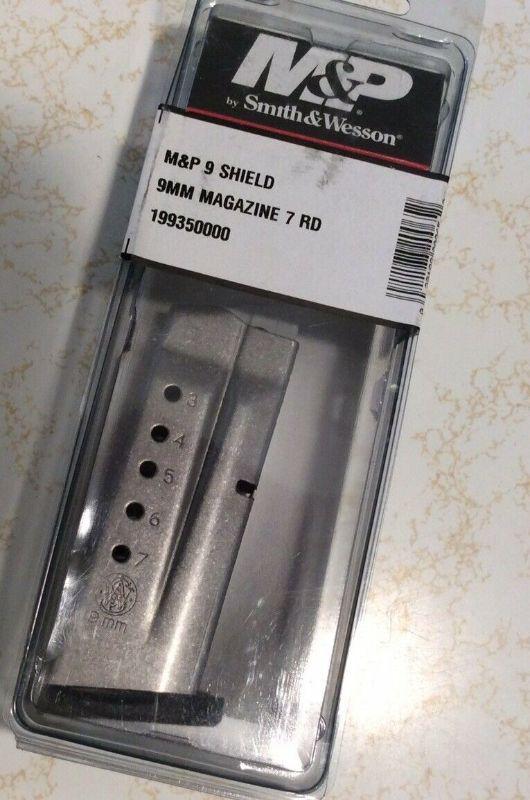 M&P®
by Smith&Wesson®
M&P 9 SHIELD
9MM MAGAZINE 7 RD
199350000
3
4
5
6
7
9mm